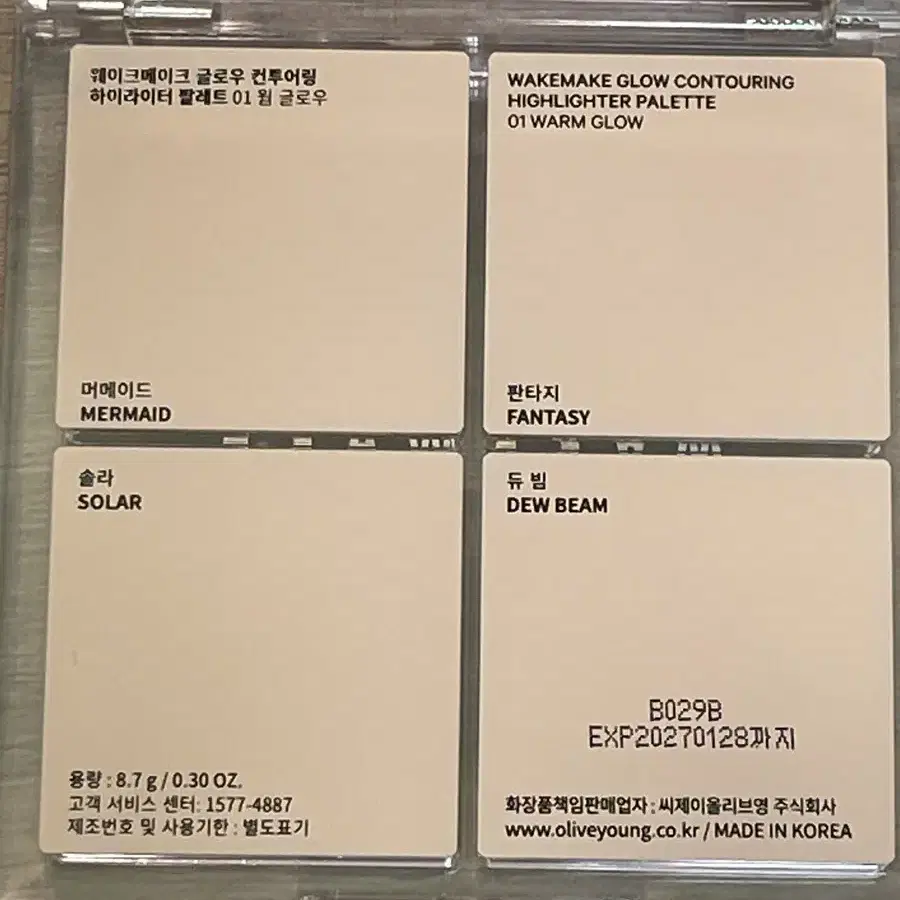 웨이크메이크 글로우 컨투어링
하이라이터 팔레트 01 웜 글로우
머메이드
MERMAID
WAKEMAKE GLOW CONTOURING
HIGHLIGHTER PALETTE
01 WARM GLOW
판타지
FANTASY
솔라
SOLAR
용량 : 8.7 g / 0.30 OZ.
고객 서비스 센터: 1577-4887
제조번호 및 사용기한 : 별도표기
듀 빔
DEW BEAM
B029B
EXP20270128까지
화장품책임판매업자 : 씨제이올리브영 주식회사
www.oliveyoung.co.kr / MADE IN KOREA